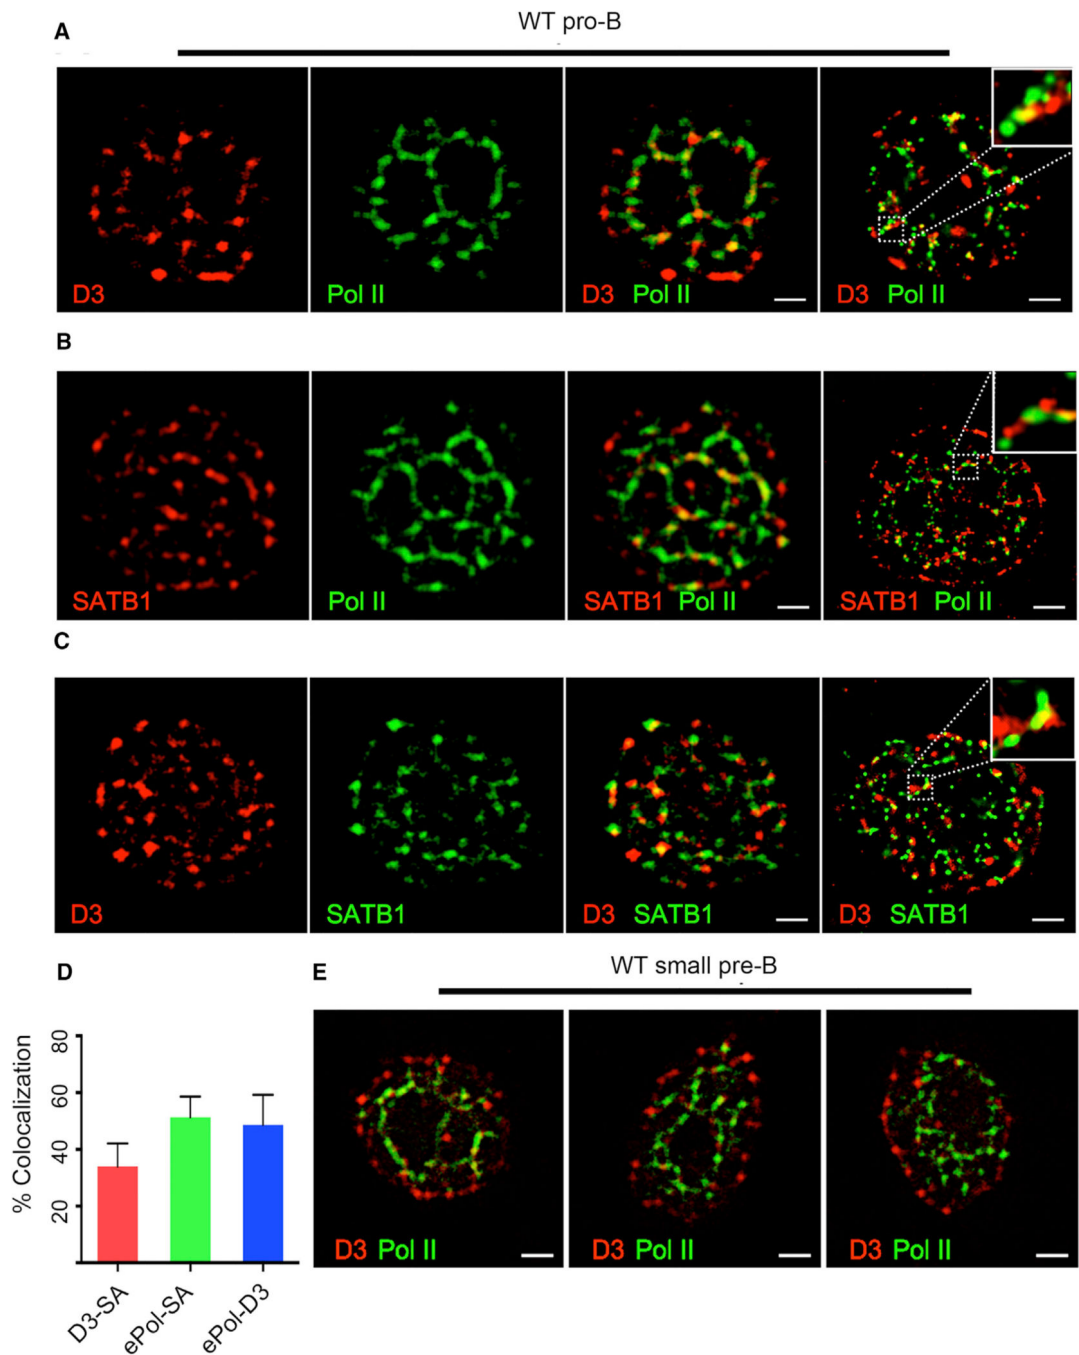 A
WT pro-B
D3
Pol II
D3 Pol II
D3 Pol II
B
SATB1
Pol II
SATB1 Pol II
SATB1 Pol II
C
D3
SATB1
D3 SATB1
D3 SATB1
D
% Colocalization
80
60
40
20
D3-SA
ePol-SA
ePol-D3
E
WT small pre-B
D3 Pol II
D3 Pol II
D3 Pol II